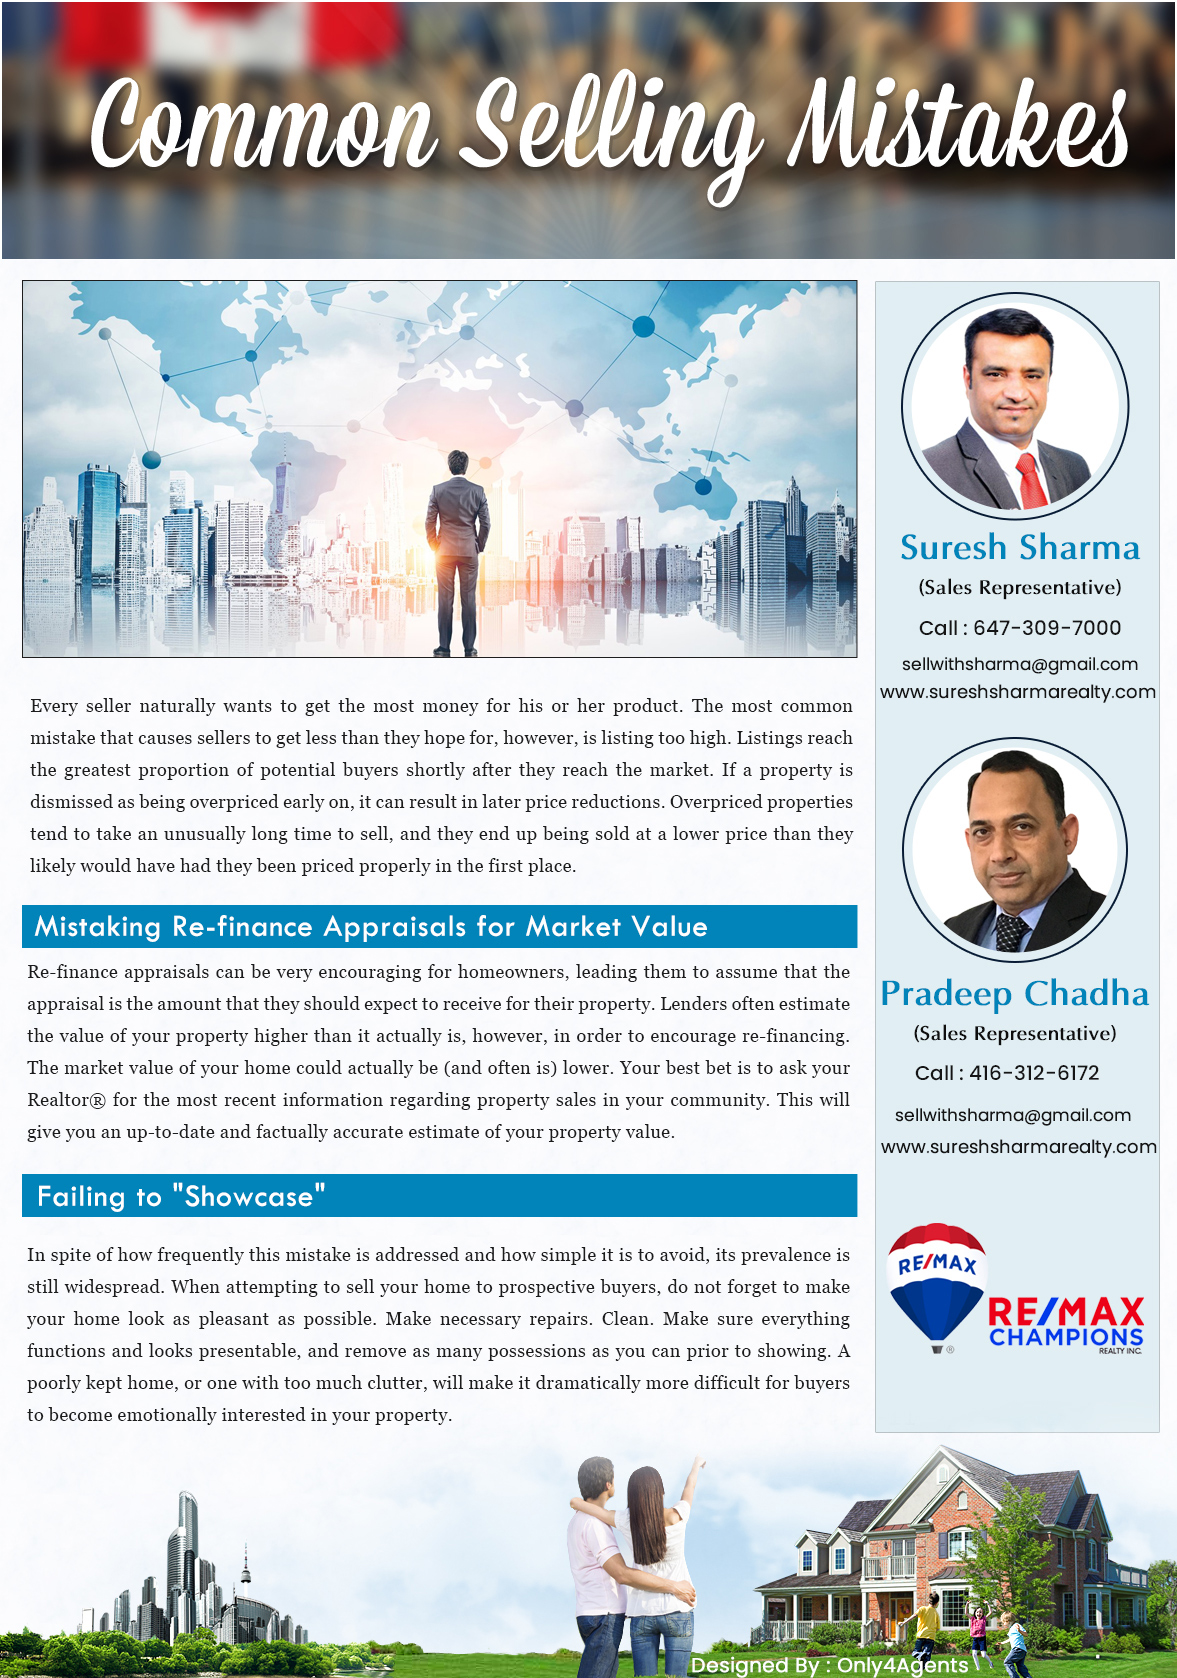 Common Selling Mistakes
Every seller naturally wants to get the most money for his or her product. The most common
mistake that causes sellers to get less than they hope for, however, is listing too high. Listings reach
the greatest proportion of potential buyers shortly after they reach the market. If a property is
dismissed as being overpriced early on, it can result in later price reductions. Overpriced properties
tend to take an unusually long time to sell, and they end up being sold at a lower price than they
likely would have had they been priced properly in the first place.
Mistaking Re-finance Appraisals for Market Value
Re-finance appraisals can be very encouraging for homeowners, leading them to assume that the
appraisal is the amount that they should expect to receive for their property. Lenders often estimate
the value of your property higher than it actually is, however, in order to encourage re-financing.
The market value of your home could actually be (and often is) lower. Your best bet is to ask your
Realtor® for the most recent information regarding property sales in your community. This will
give you an up-to-date and factually accurate estimate of your property value.
Failing to "Showcase"
In spite of how frequently this mistake is addressed and how simple it is to avoid, its prevalence is
still widespread. When attempting to sell your home to prospective buyers, do not forget to make
your home look as pleasant as possible. Make necessary repairs. Clean. Make sure everything
functions and looks presentable, and remove as many possessions as you can prior to showing. A
poorly kept home, or one with too much clutter, will make it dramatically more difficult for buyers
to become emotionally interested in your property.
Suresh Sharma
(Sales Representative)
Call : 647-309-7000
sellwithsharma@gmail.com
www.sureshsharmarealty.com
Pradeep Chadha
(Sales Representative)
Call : 416-312-6172
sellwithsharma@gmail.com
www.sureshsharmarealty.com
RE/MAX
®
RE/MAX
CHAMPIONS
REALTY INC.
Designed By : Only4Agents